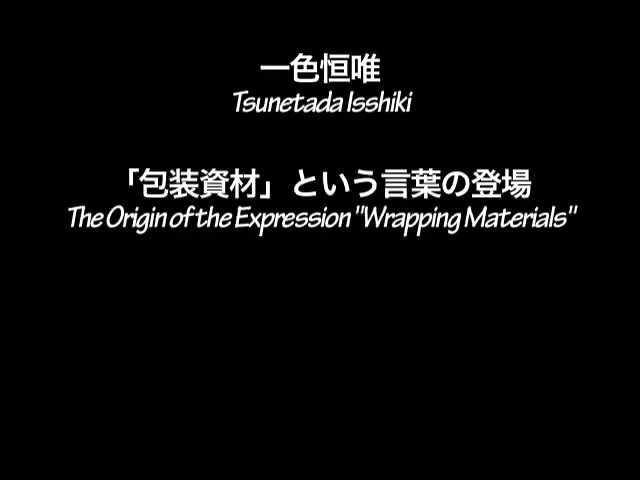 一色恒唯
Tsunetada Isshiki
「包装資材」という言葉の登場
The Origin of the Expression "Wrapping Materials"